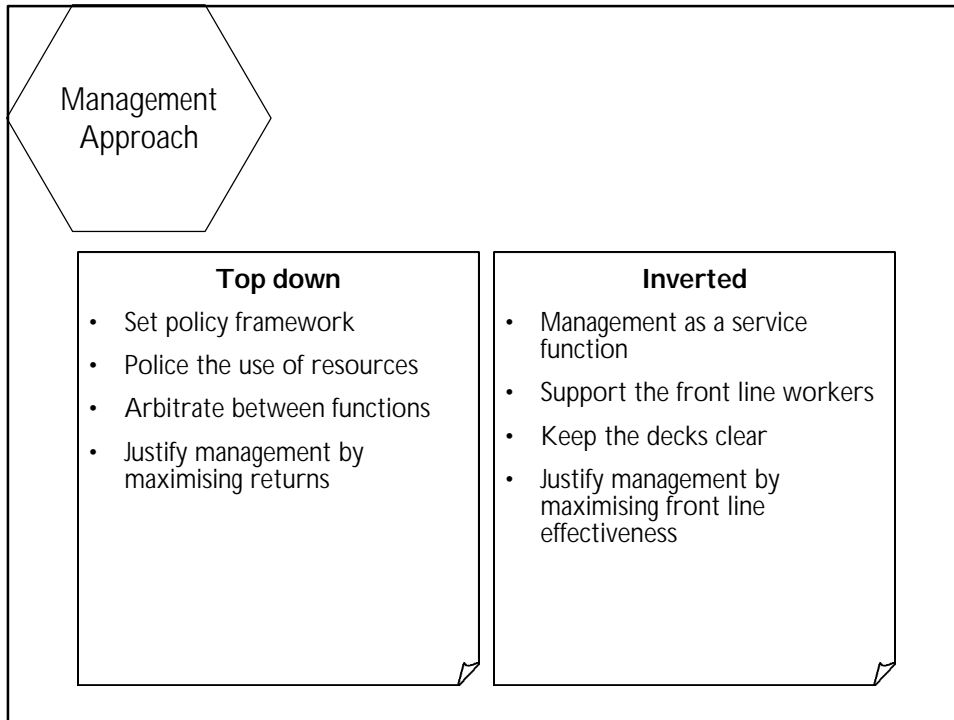 Management
Approach
Top down
• Set policy framework
• Police the use of resources
• Arbitrate between functions
• Justify management by
maximising returns
Inverted
• Management as a service
function
• Support the front line workers
• Keep the decks clear
• Justify management by
maximising front line
effectiveness